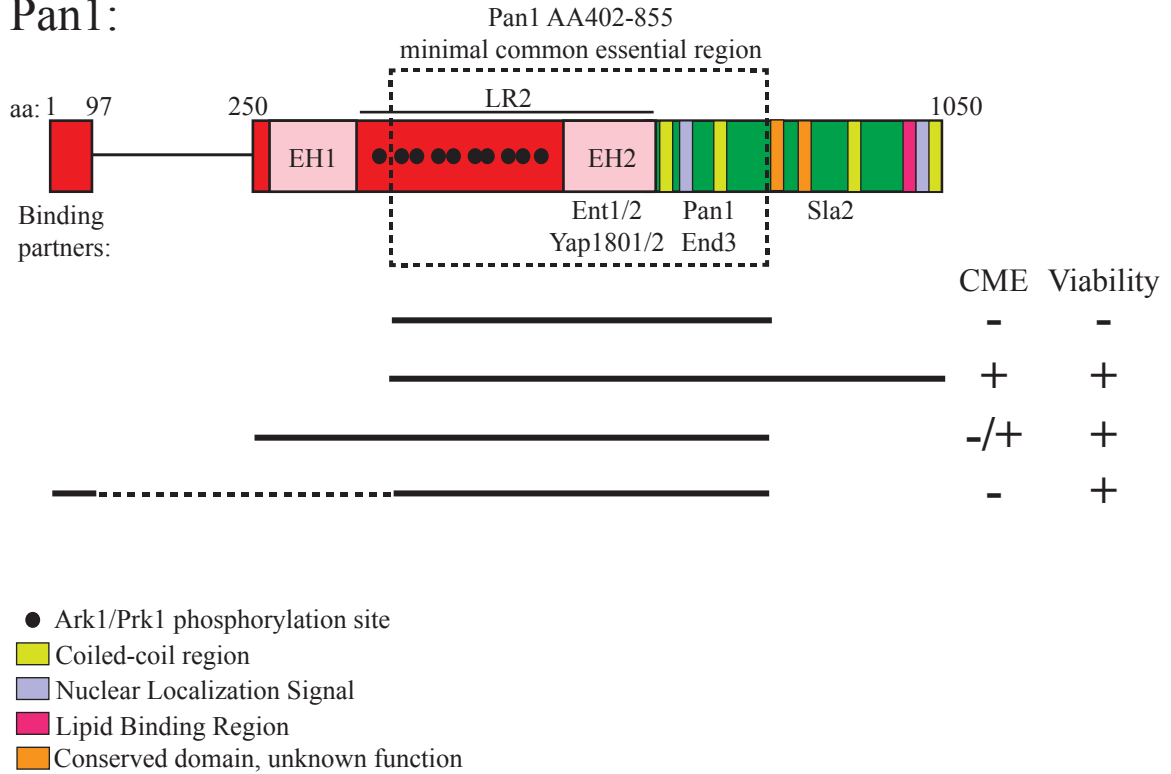 Pan1:
Pan1 AA402-855
minimal common essential region
aa: 1 97 250 LR2 1050
EH1 EH2
Binding
partners:
Ent1/2 Pan1 Sla2
Yap1801/2 End3
CME Viability
- -
+ +
-/+ +
- +
Ark1/Prk1 phosphorylation site
Coiled-coil region
Nuclear Localization Signal
Lipid Binding Region
Conserved domain, unknown function